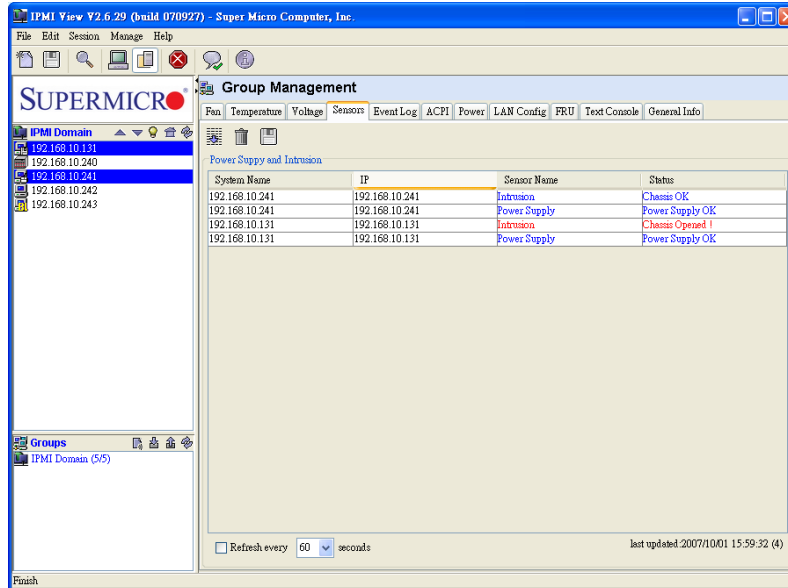 IPMI View V2.6.29 (build 070927) - Super Micro Computer, Inc.
File Edit Session Manage Help
SUPERMICRO
Group Management
Fan Temperature Voltage Sensors Event Log ACPI Power LAN Config FRU Text Console General Info
IPMI Domain
192.168.10.131
192.168.10.240
192.168.10.241
192.168.10.242
192.168.10.243
Power Suppy and Intrusion
System Name IP Sensor Name Status
192.168.10.241 192.168.10.241 Intrusion Chassis OK
192.168.10.241 192.168.10.241 Power Supply Power Supply OK
192.168.10.131 192.168.10.131 Intrusion Chassis Opened !
192.168.10.131 192.168.10.131 Power Supply Power Supply OK
Groups
IPMI Domain (5/5)
Refresh every 60 seconds
last updated:2007/10/01 15:59:32 (4)
Finish